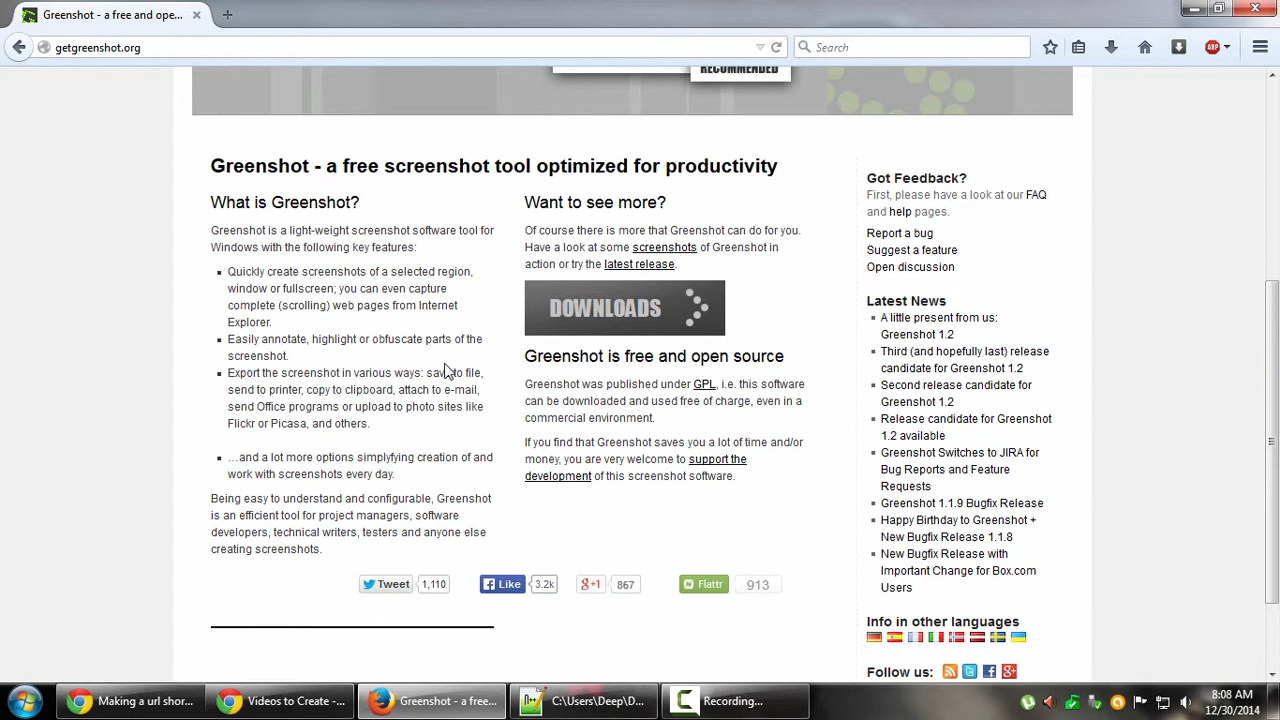 Greenshot - a free and ope...
getgreenshot.org
Search
ABP
RECOMMENDED
Greenshot - a free screenshot tool optimized for productivity
What is Greenshot?
Greenshot is a light-weight screenshot software tool for
Windows with the following key features:
Quickly create screenshots of a selected region,
window or fullscreen; you can even capture
complete (scrolling) web pages from Internet
Explorer.
Easily annotate, highlight or obfuscate parts of the
screenshot.
Export the screenshot in various ways: save to file,
send to printer, copy to clipboard, attach to e-mail,
send Office programs or upload to photo sites like
Flickr or Picasa, and others.
…and a lot more options simplyfying creation of and
work with screenshots every day.
Being easy to understand and configurable, Greenshot
is an efficient tool for project managers, software
developers, technical writers, testers and anyone else
creating screenshots.
Want to see more?
Of course there is more that Greenshot can do for you.
Have a look at some screenshots of Greenshot in
action or try the latest release.
DOWNLOADS
Greenshot is free and open source
Greenshot was published under GPL, i.e. this software
can be downloaded and used free of charge, even in a
commercial environment.
If you find that Greenshot saves you a lot of time and/or
money, you are very welcome to support the
development of this screenshot software.
Tweet 1,110 Like 3.2k g+1 867 Flattr 913
Got Feedback?
First, please have a look at our FAQ
and help pages.
Report a bug
Suggest a feature
Open discussion
Latest News
A little present from us:
Greenshot 1.2
Third (and hopefully last) release
candidate for Greenshot 1.2
Second release candidate for
Greenshot 1.2
Release candidate for Greenshot
1.2 available
Greenshot Switches to JIRA for
Bug Reports and Feature
Requests
Greenshot 1.1.9 Bugfix Release
Happy Birthday to Greenshot +
New Bugfix Release 1.1.8
New Bugfix Release with
Important Change for Box.com
Users
Info in other languages
Follow us:
Making a url shor...
Videos to Create -...
Greenshot - a free...
C:\Users\Deep\D...
Recording...
8:08 AM
12/30/2014